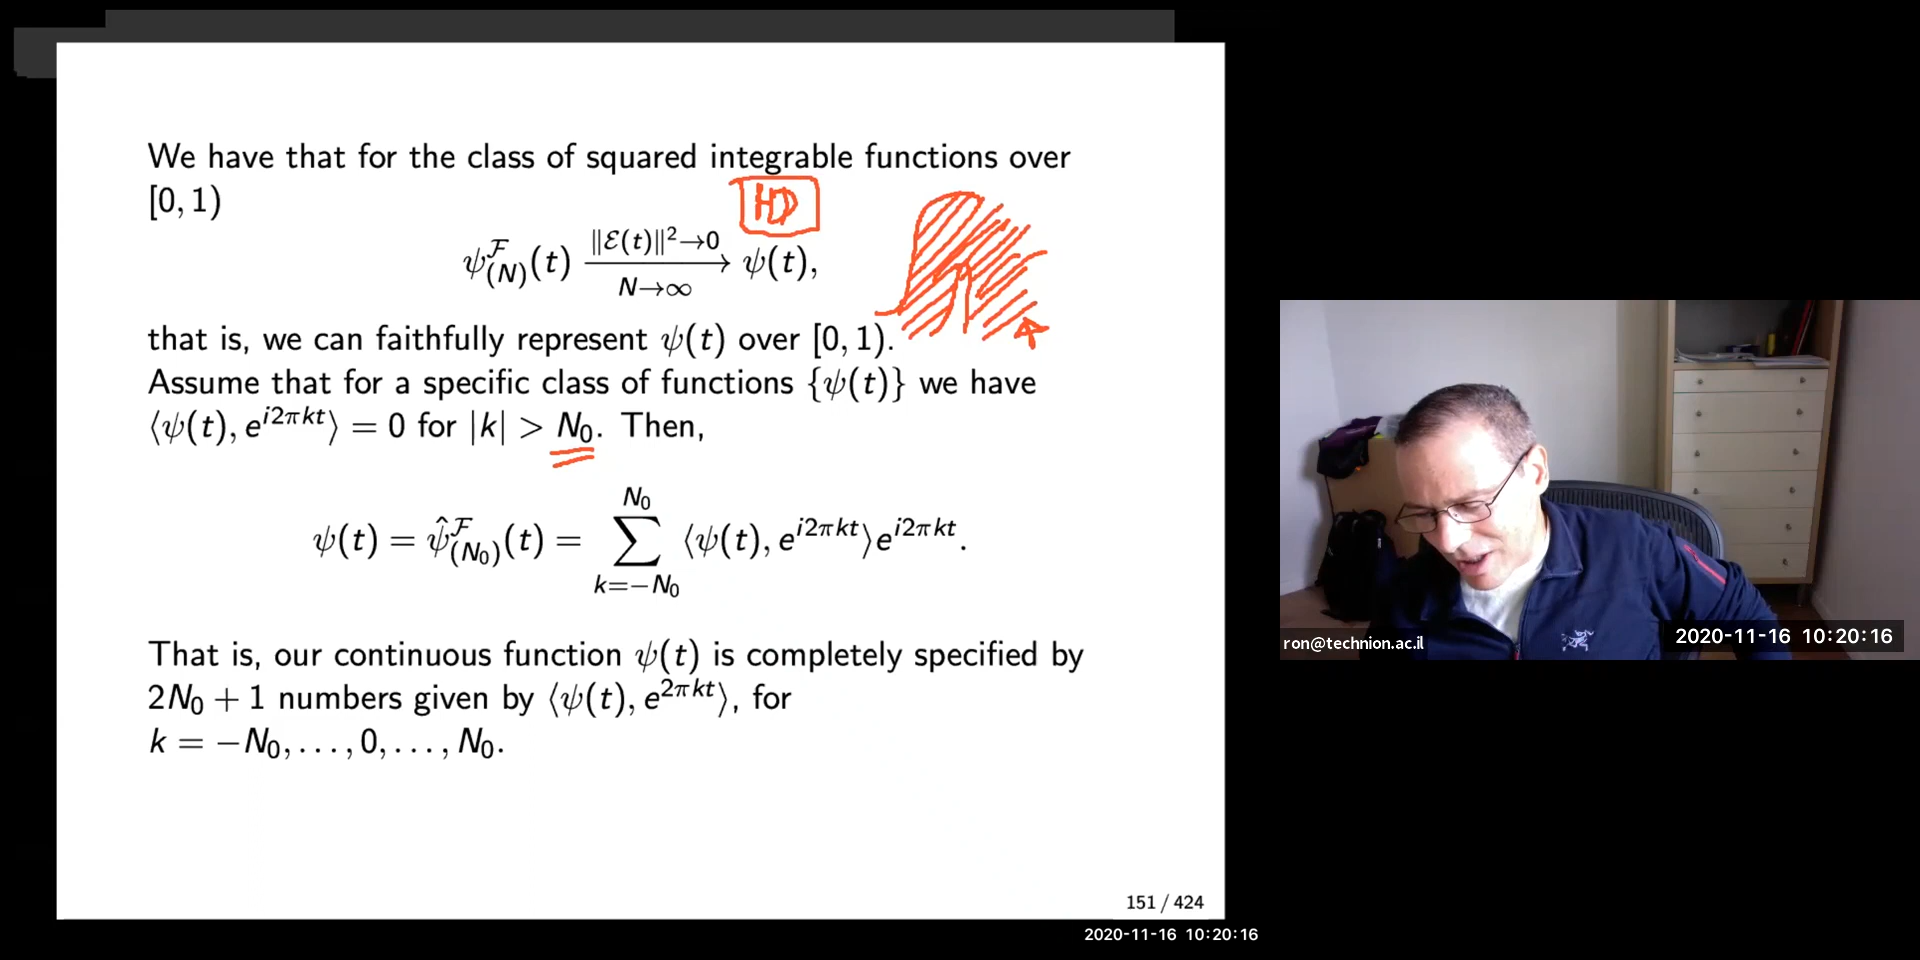 We have that for the class of squared integrable functions over
[0, 1)
HD
ψ^F_(N)(t) —‖ℰ(t)‖²→0 / N→∞→ ψ(t),
that is, we can faithfully represent ψ(t) over [0, 1).
Assume that for a specific class of functions {ψ(t)} we have
⟨ψ(t), e^{i2πkt}⟩ = 0 for |k| > N₀. Then,
ψ(t) = ψ̂^F_(N₀)(t) = ∑_{k=−N₀}^{N₀} ⟨ψ(t), e^{i2πkt}⟩e^{i2πkt}.
That is, our continuous function ψ(t) is completely specified by
2N₀ + 1 numbers given by ⟨ψ(t), e^{2πkt}⟩, for
k = −N₀, . . . , 0, . . . , N₀.
151 / 424
2020-11-16 10:20:16
ron@technion.ac.il
2020-11-16 10:20:16